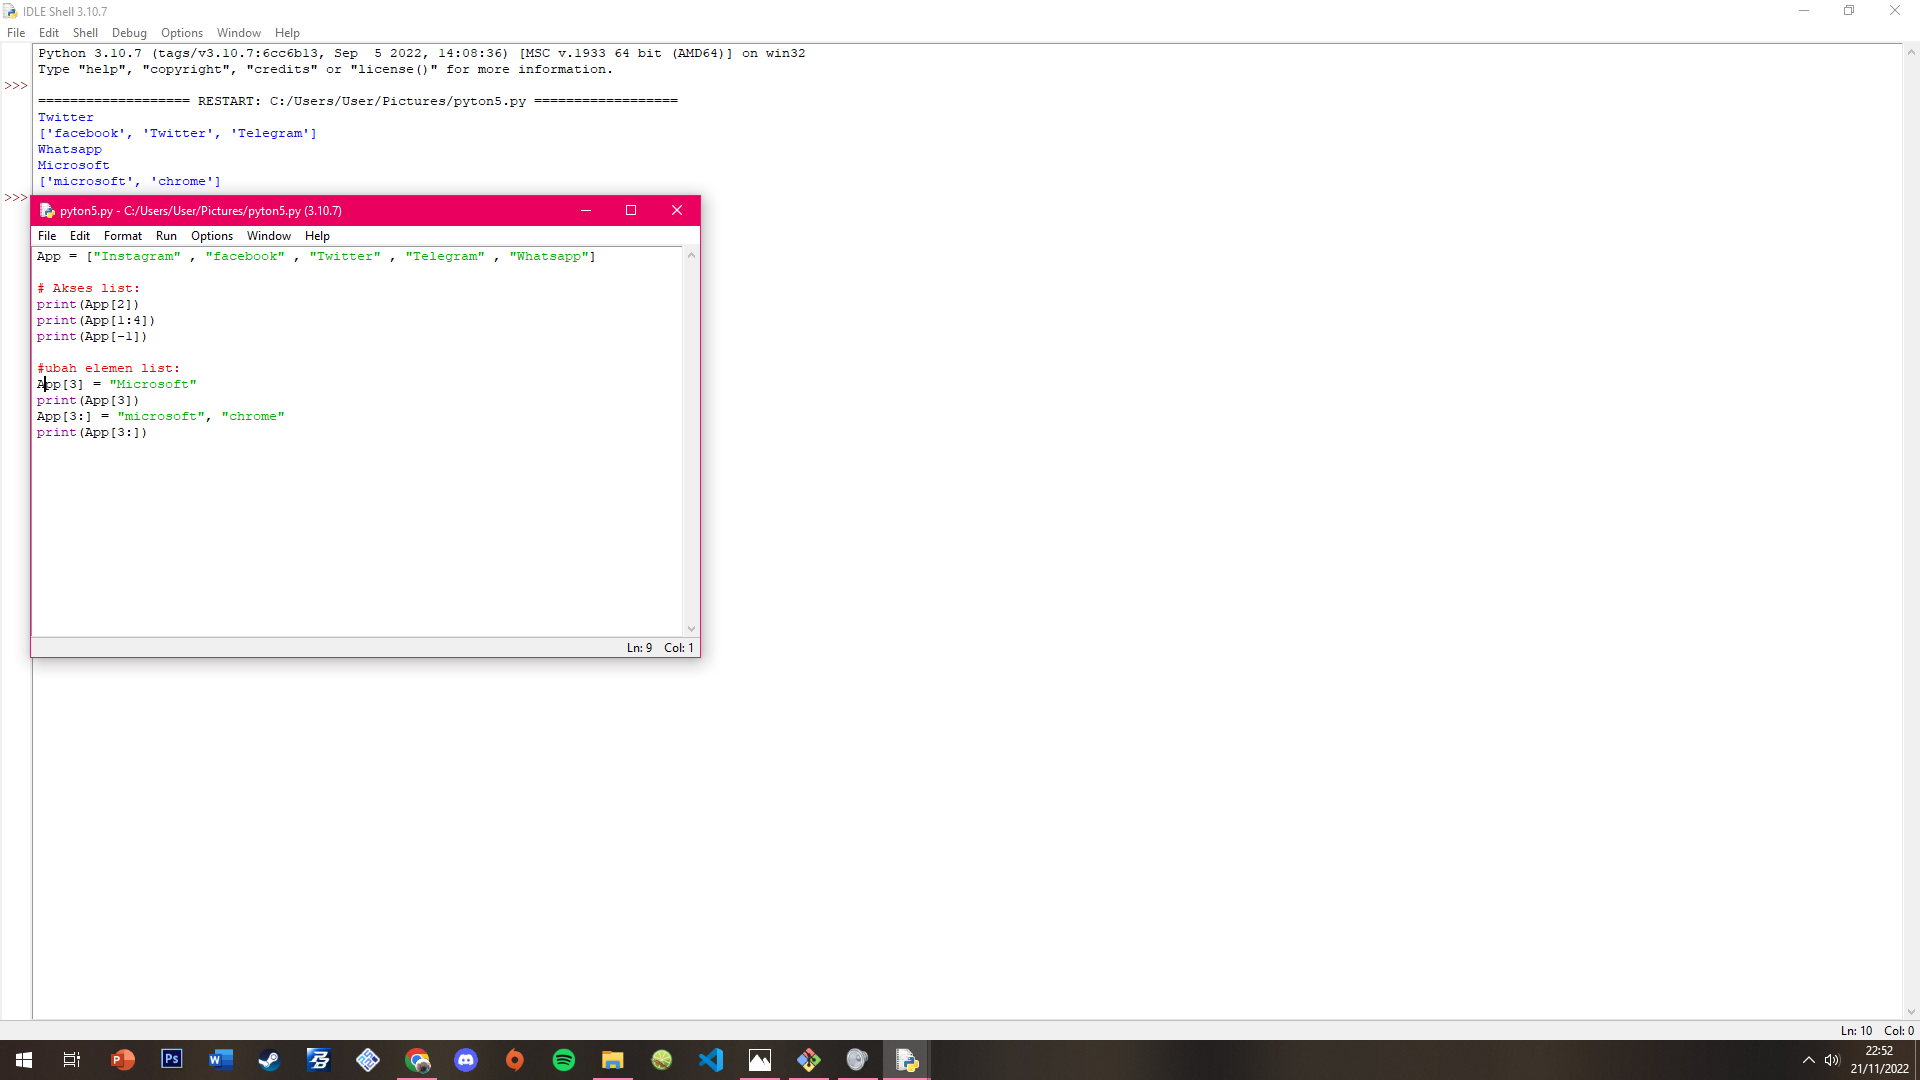 IDLE Shell 3.10.7
File Edit Shell Debug Options Window Help
Python 3.10.7 (tags/v3.10.7:6cc6b13, Sep  5 2022, 14:08:36) [MSC v.1933 64 bit (AMD64)] on win32
Type "help", "copyright", "credits" or "license()" for more information.
>>>
=================== RESTART: C:/Users/User/Pictures/pyton5.py ==================
Twitter
['facebook', 'Twitter', 'Telegram']
Whatsapp
Microsoft
['microsoft', 'chrome']
>>>
pyton5.py - C:/Users/User/Pictures/pyton5.py (3.10.7)
File Edit Format Run Options Window Help
App = ["Instagram" , "facebook" , "Twitter" , "Telegram" , "Whatsapp"]
# Akses list:
print(App[2])
print(App[1:4])
print(App[-1])
#ubah elemen list:
App[3] = "Microsoft"
print(App[3])
App[3:] = "microsoft", "chrome"
print(App[3:])
Ln: 9 Col: 1
Ln: 10 Col: 0
22:52
21/11/2022